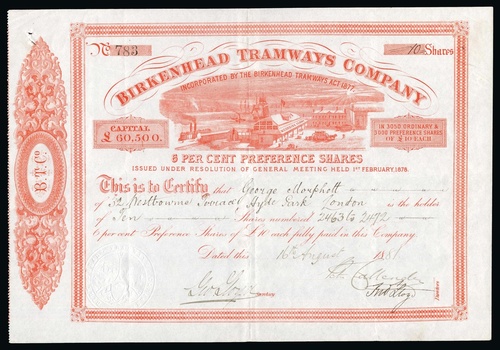 No 783
10 Shares
BIRKENHEAD TRAMWAYS COMPANY
INCORPORATED BY THE BIRKENHEAD TRAMWAYS ACT 1877.
CAPITAL
£ 60,500.
IN 3050 ORDINARY &
3000 PREFERENCE SHARES
OF £10 EACH.
B.T.Co.
6 PER CENT PREFERENCE SHARES
ISSUED UNDER RESOLUTION OF GENERAL MEETING HELD 1ST FEBRUARY, 1878.
This is to Certify that George
of 32 Westbourne Terrace Hyde Park London is the holder
of Ten Shares numbered to
6 per cent Preference Shares of £10 each fully paid in this Company.
Dated this 16th August 1881
Secretary
Directors